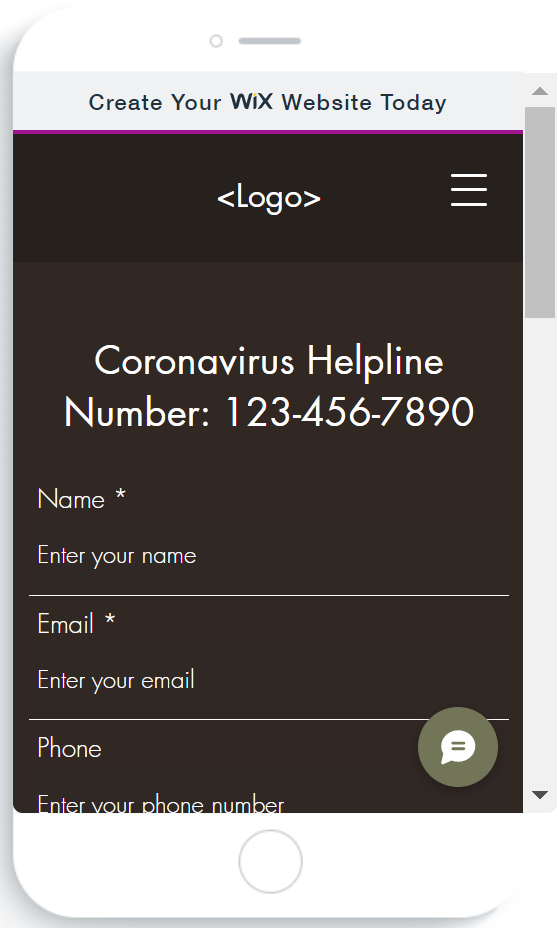 Create Your WiX Website Today
<Logo>
Coronavirus Helpline
Number: 123-456-7890
Name *
Enter your name
Email *
Enter your email
Phone
Enter your phone number